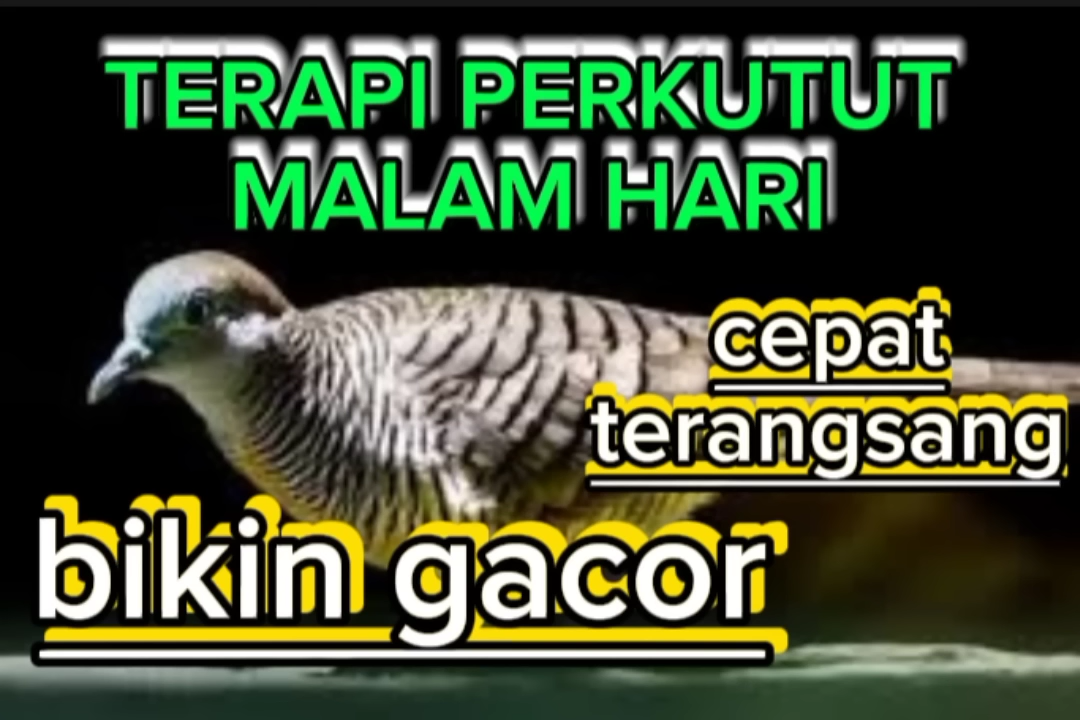 TERAPI PERKUTUT
MALAM HARI
cepat
terangsang
bikin gacor